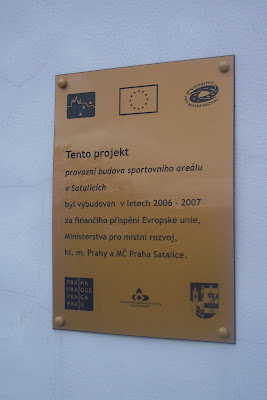 Tento projekt
provozní budova sportovního areálu
v Satalicích
byl vybudován v letech 2006 - 2007
za finančního přispění Evropské unie,
Ministerstva pro místní rozvoj,
hl. m. Prahy a MČ Praha Satalice.
PRAHA
PRAGUE
PRAGA
PRAG